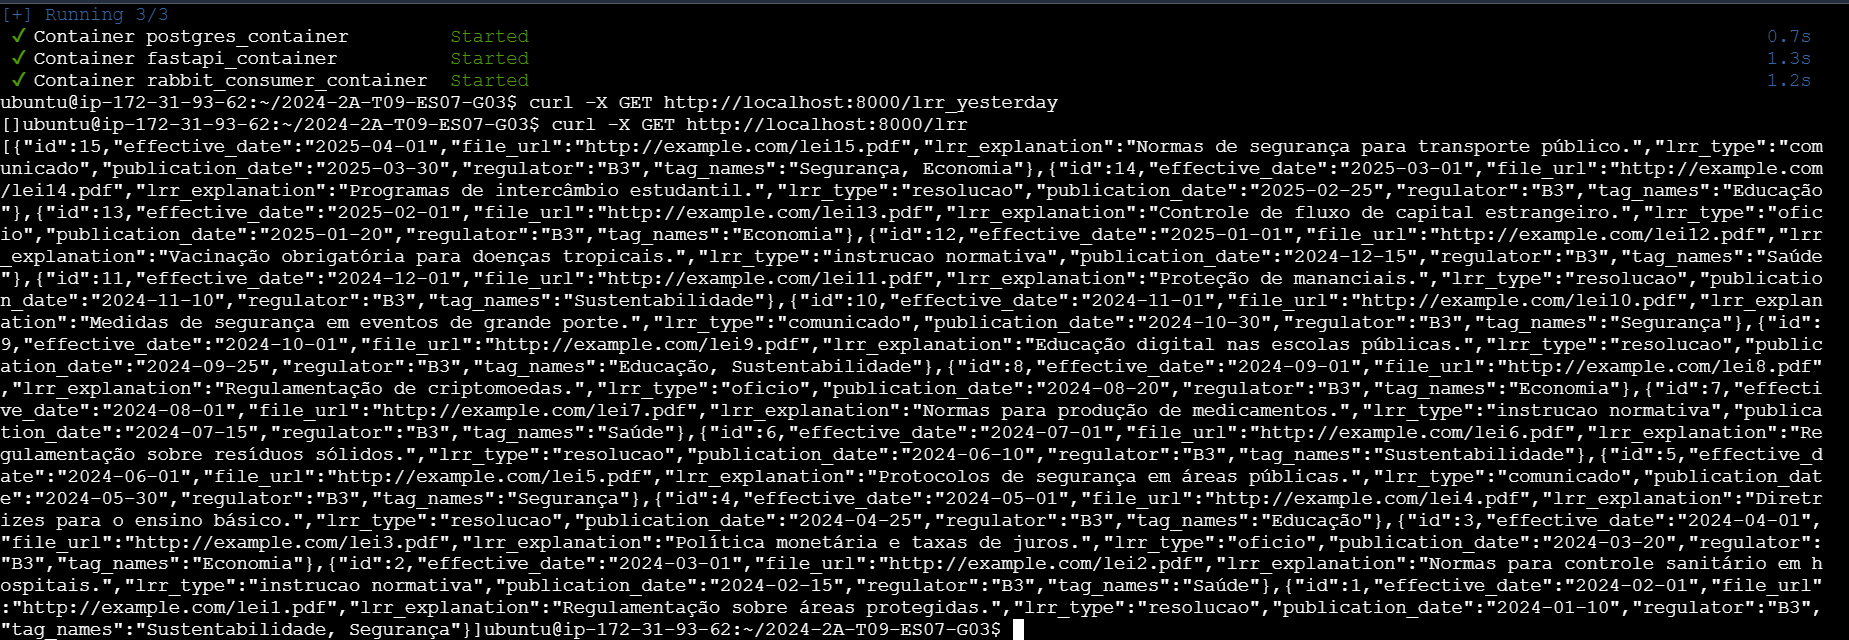 [+] Running 3/3
✓ Container postgres_container Started 0.7s
✓ Container fastapi_container Started 1.3s
✓ Container rabbit_consumer_container Started 1.2s
ubuntu@ip-172-31-93-62:~/2024-2A-T09-ES07-G03$ curl -X GET http://localhost:8000/lrr_yesterday
[]ubuntu@ip-172-31-93-62:~/2024-2A-T09-ES07-G03$ curl -X GET http://localhost:8000/lrr
[{"id":15,"effective_date":"2025-04-01","file_url":"http://example.com/lei15.pdf","lrr_explanation":"Normas de segurança para transporte público.","lrr_type":"com
unicado","publication_date":"2025-03-30","regulator":"B3","tag_names":"Segurança, Economia"},{"id":14,"effective_date":"2025-03-01","file_url":"http://example.com
/lei14.pdf","lrr_explanation":"Programas de intercâmbio estudantil.","lrr_type":"resolucao","publication_date":"2025-02-25","regulator":"B3","tag_names":"Educação
"},{"id":13,"effective_date":"2025-02-01","file_url":"http://example.com/lei13.pdf","lrr_explanation":"Controle de fluxo de capital estrangeiro.","lrr_type":"ofic
io","publication_date":"2025-01-20","regulator":"B3","tag_names":"Economia"},{"id":12,"effective_date":"2025-01-01","file_url":"http://example.com/lei12.pdf","lrr
_explanation":"Vacinação obrigatória para doenças tropicais.","lrr_type":"instrucao normativa","publication_date":"2024-12-15","regulator":"B3","tag_names":"Saúde
"},{"id":11,"effective_date":"2024-12-01","file_url":"http://example.com/lei11.pdf","lrr_explanation":"Proteção de mananciais.","lrr_type":"resolucao","publicatio
n_date":"2024-11-10","regulator":"B3","tag_names":"Sustentabilidade"},{"id":10,"effective_date":"2024-11-01","file_url":"http://example.com/lei10.pdf","lrr_explan
ation":"Medidas de segurança em eventos de grande porte.","lrr_type":"comunicado","publication_date":"2024-10-30","regulator":"B3","tag_names":"Segurança"},{"id":
9,"effective_date":"2024-10-01","file_url":"http://example.com/lei9.pdf","lrr_explanation":"Educação digital nas escolas públicas.","lrr_type":"resolucao","public
ation_date":"2024-09-25","regulator":"B3","tag_names":"Educação, Sustentabilidade"},{"id":8,"effective_date":"2024-09-01","file_url":"http://example.com/lei8.pdf"
,"lrr_explanation":"Regulamentação de criptomoedas.","lrr_type":"oficio","publication_date":"2024-08-20","regulator":"B3","tag_names":"Economia"},{"id":7,"effecti
ve_date":"2024-08-01","file_url":"http://example.com/lei7.pdf","lrr_explanation":"Normas para produção de medicamentos.","lrr_type":"instrucao normativa","publica
tion_date":"2024-07-15","regulator":"B3","tag_names":"Saúde"},{"id":6,"effective_date":"2024-07-01","file_url":"http://example.com/lei6.pdf","lrr_explanation":"Re
gulamentação sobre resíduos sólidos.","lrr_type":"resolucao","publication_date":"2024-06-10","regulator":"B3","tag_names":"Sustentabilidade"},{"id":5,"effective_d
ate":"2024-06-01","file_url":"http://example.com/lei5.pdf","lrr_explanation":"Protocolos de segurança em áreas públicas.","lrr_type":"comunicado","publication_dat
e":"2024-05-30","regulator":"B3","tag_names":"Segurança"},{"id":4,"effective_date":"2024-05-01","file_url":"http://example.com/lei4.pdf","lrr_explanation":"Diretr
izes para o ensino básico.","lrr_type":"resolucao","publication_date":"2024-04-25","regulator":"B3","tag_names":"Educação"},{"id":3,"effective_date":"2024-04-01",
"file_url":"http://example.com/lei3.pdf","lrr_explanation":"Política monetária e taxas de juros.","lrr_type":"oficio","publication_date":"2024-03-20","regulator":
"B3","tag_names":"Economia"},{"id":2,"effective_date":"2024-03-01","file_url":"http://example.com/lei2.pdf","lrr_explanation":"Normas para controle sanitário em h
ospitais.","lrr_type":"instrucao normativa","publication_date":"2024-02-15","regulator":"B3","tag_names":"Saúde"},{"id":1,"effective_date":"2024-02-01","file_url"
:"http://example.com/lei1.pdf","lrr_explanation":"Regulamentação sobre áreas protegidas.","lrr_type":"resolucao","publication_date":"2024-01-10","regulator":"B3",
"tag_names":"Sustentabilidade, Segurança"}]ubuntu@ip-172-31-93-62:~/2024-2A-T09-ES07-G03$